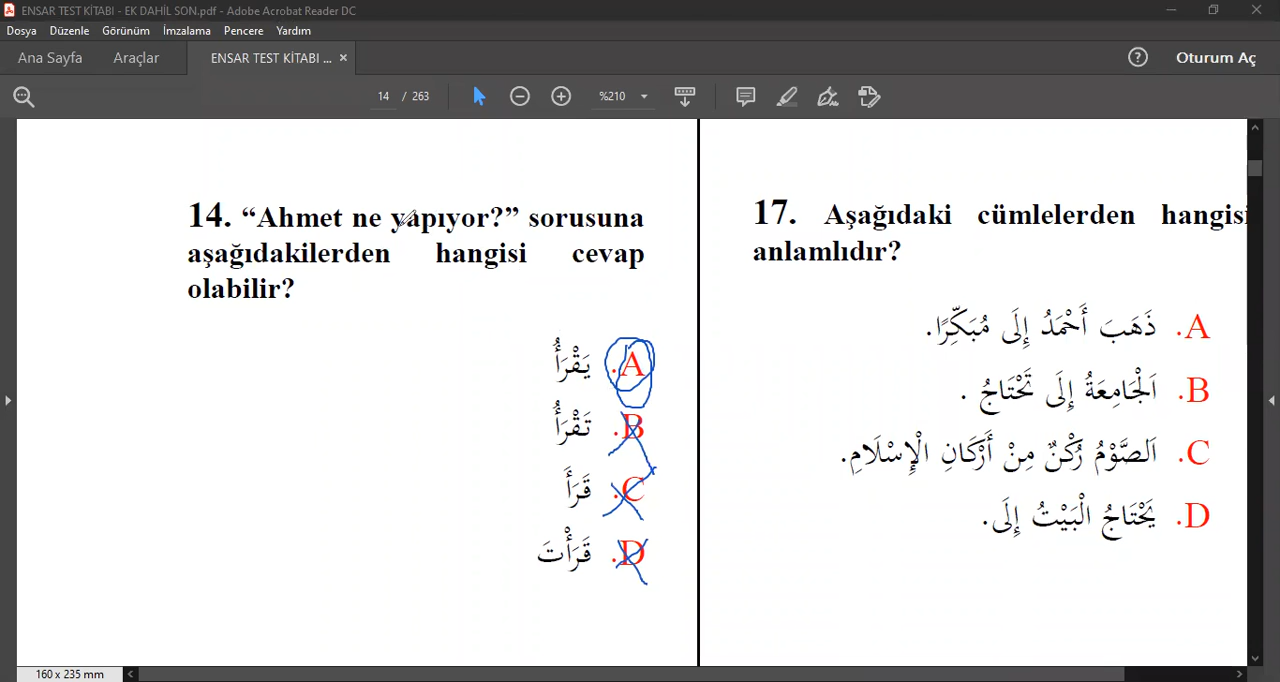 ENSAR TEST KİTABI - EK DAHİL SON.pdf - Adobe Acrobat Reader DC
Dosya Düzenle Görünüm İmzalama Pencere Yardım
Ana Sayfa Araçlar ENSAR TEST KİTABI ... × ? Oturum Aç
14 / 263 %210
14. “Ahmet ne yapıyor?” sorusuna
aşağıdakilerden hangisi cevap
olabilir?
A. يَقْرَأُ
B. تَقْرَأُ
C. قَرَأَ
D. قَرَأْتَ
17. Aşağıdaki cümlelerden hangisi
anlamlıdır?
A. ذَهَبَ أَحْمَدُ إِلَى مُبَكِّرًا.
B. اَلْجَامِعَةُ إِلَى تَحْتَاجُ .
C. اَلصَّوْمُ رُكْنٌ مِنْ أَرْكَانِ الْإِسْلَامِ.
D. يَحْتَاجُ الْبَيْتُ إِلَى.
160 x 235 mm